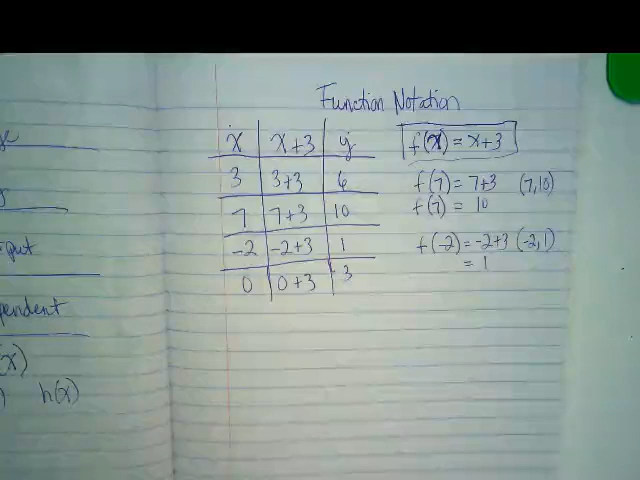 put
pendent
(x)
h(x)
Function Notation
x | x+3 | y
3 | 3+3 | 6
7 | 7+3 | 10
-2 | -2+3 | 1
0 | 0+3 | 3
f(x) = x+3
f(7) = 7+3 (7,10)
f(7) = 10
f(-2) = -2+3 (-2,1)
= 1